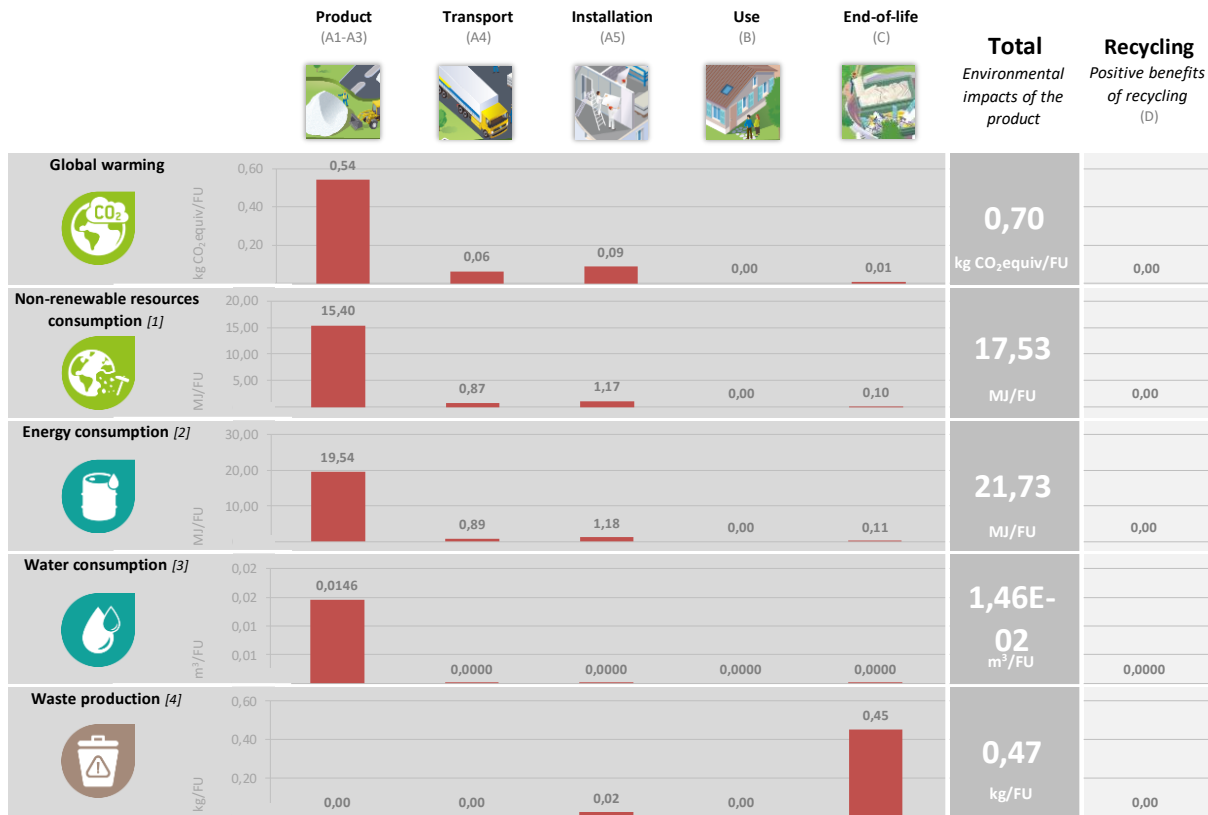 Product
(A1-A3)
Transport
(A4)
Installation
(A5)
Use
(B)
End-of-life
(C)
Total
Environmental
impacts of the
product
Recycling
Positive benefits
of recycling
(D)
Global warming
CO₂
kg CO₂equiv/FU
0,60
0,40
0,20
0,54
0,06
0,09
0,00
0,01
0,70
kg CO₂equiv/FU
0,00
Non-renewable resources
consumption [1]
MJ/FU
20,00
15,00
10,00
5,00
15,40
0,87
1,17
0,00
0,10
17,53
MJ/FU
0,00
Energy consumption [2]
MJ/FU
30,00
20,00
10,00
19,54
0,89
1,18
0,00
0,11
21,73
MJ/FU
0,00
Water consumption [3]
m³/FU
0,02
0,02
0,01
0,01
0,0146
0,0000
0,0000
0,0000
0,0000
1,46E-
02
m³/FU
0,0000
Waste production [4]
kg/FU
0,60
0,40
0,20
0,00
0,00
0,02
0,00
0,45
0,47
kg/FU
0,00